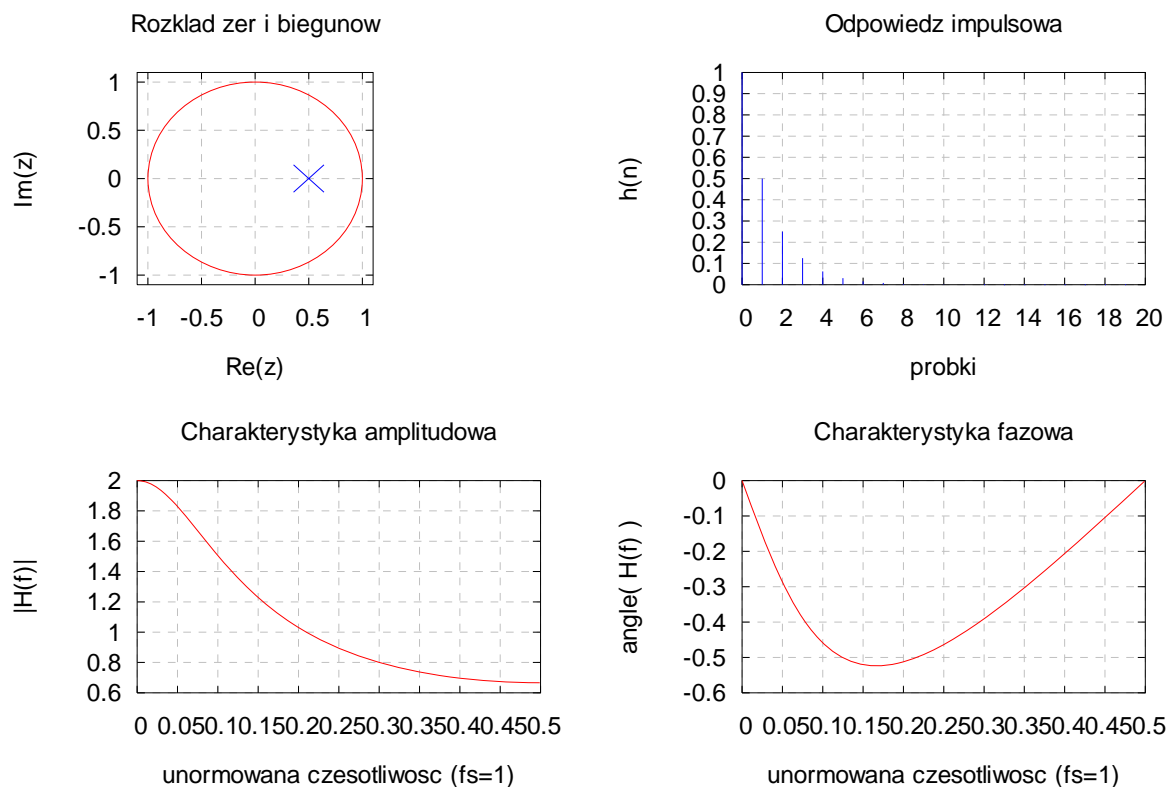 Rozklad zer i biegunow
1
0.5
0
-0.5
-1
Im(z)
-1 -0.5 0 0.5 1
Re(z)
Odpowiedz impulsowa
1
0.9
0.8
0.7
0.6
0.5
0.4
0.3
0.2
0.1
0
h(n)
0 2 4 6 8 10 12 14 16 18 20
probki
Charakterystyka amplitudowa
2
1.8
1.6
1.4
1.2
1
0.8
0.6
|H(f)|
0 0.050.10.150.20.250.30.350.40.450.5
unormowana czesotliwosc (fs=1)
Charakterystyka fazowa
0
-0.1
-0.2
-0.3
-0.4
-0.5
-0.6
angle( H(f) )
0 0.050.10.150.20.250.30.350.40.450.5
unormowana czesotliwosc (fs=1)